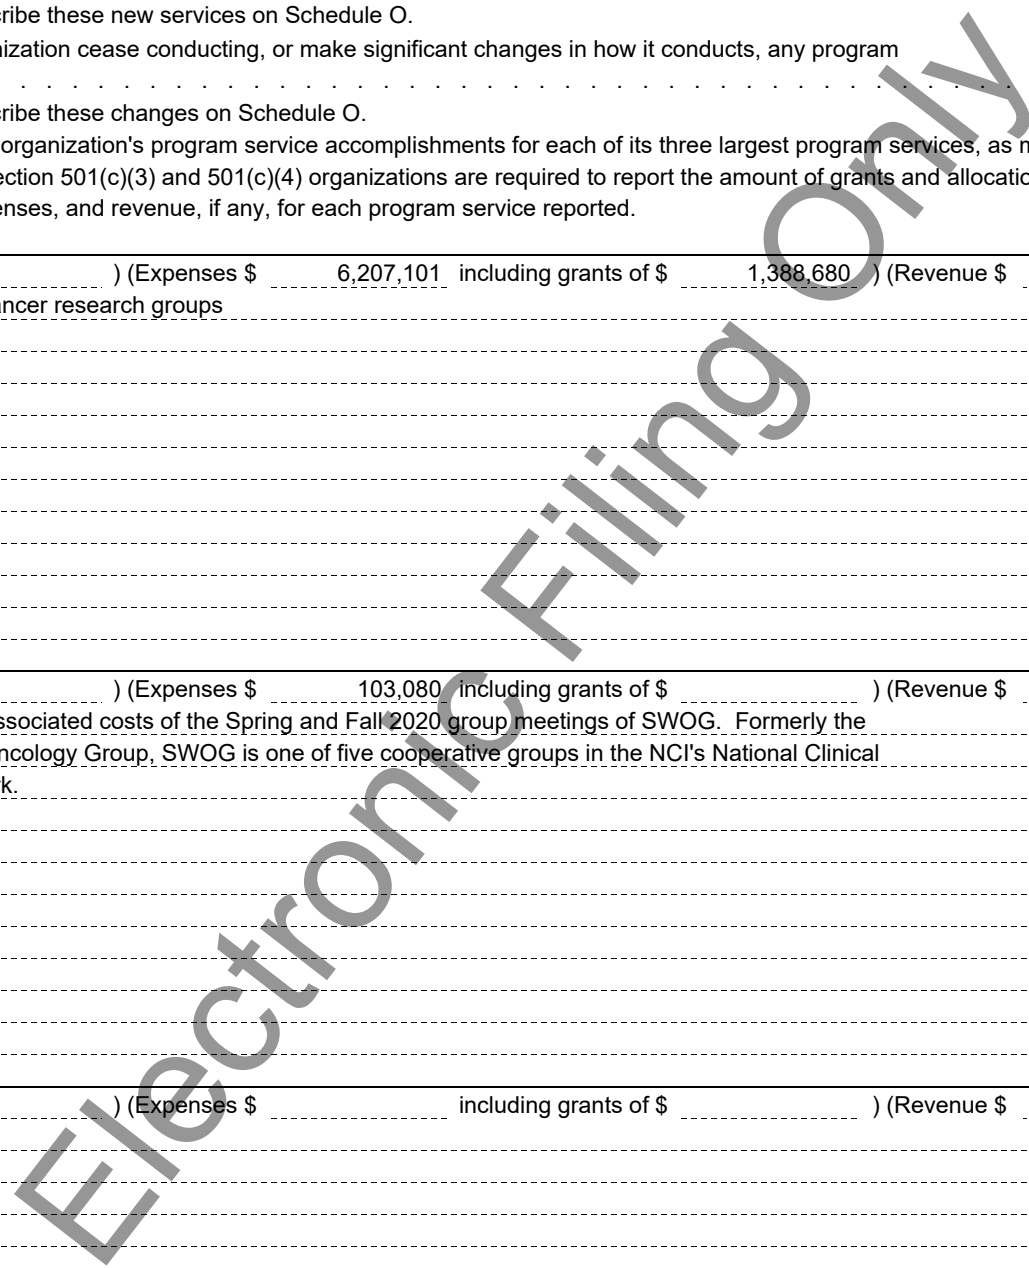 cribe these new services on Schedule O.
nization cease conducting, or make significant changes in how it conducts, any program
. . . . . . . . . . . . . . . . . . . . . . . . . . . . . . . . . . . . . . .
cribe these changes on Schedule O.
organization's program service accomplishments for each of its three largest program services, as m
ection 501(c)(3) and 501(c)(4) organizations are required to report the amount of grants and allocatio
enses, and revenue, if any, for each program service reported.
) (Expenses $ 6,207,101 including grants of $ 1,388,680 ) (Revenue $
ancer research groups
) (Expenses $ 103,080 including grants of $ ) (Revenue $
ssociated costs of the Spring and Fall 2020 group meetings of SWOG. Formerly the
ncology Group, SWOG is one of five cooperative groups in the NCI's National Clinical
k.
) (Expenses $ including grants of $ ) (Revenue $
Electronic Filing Only